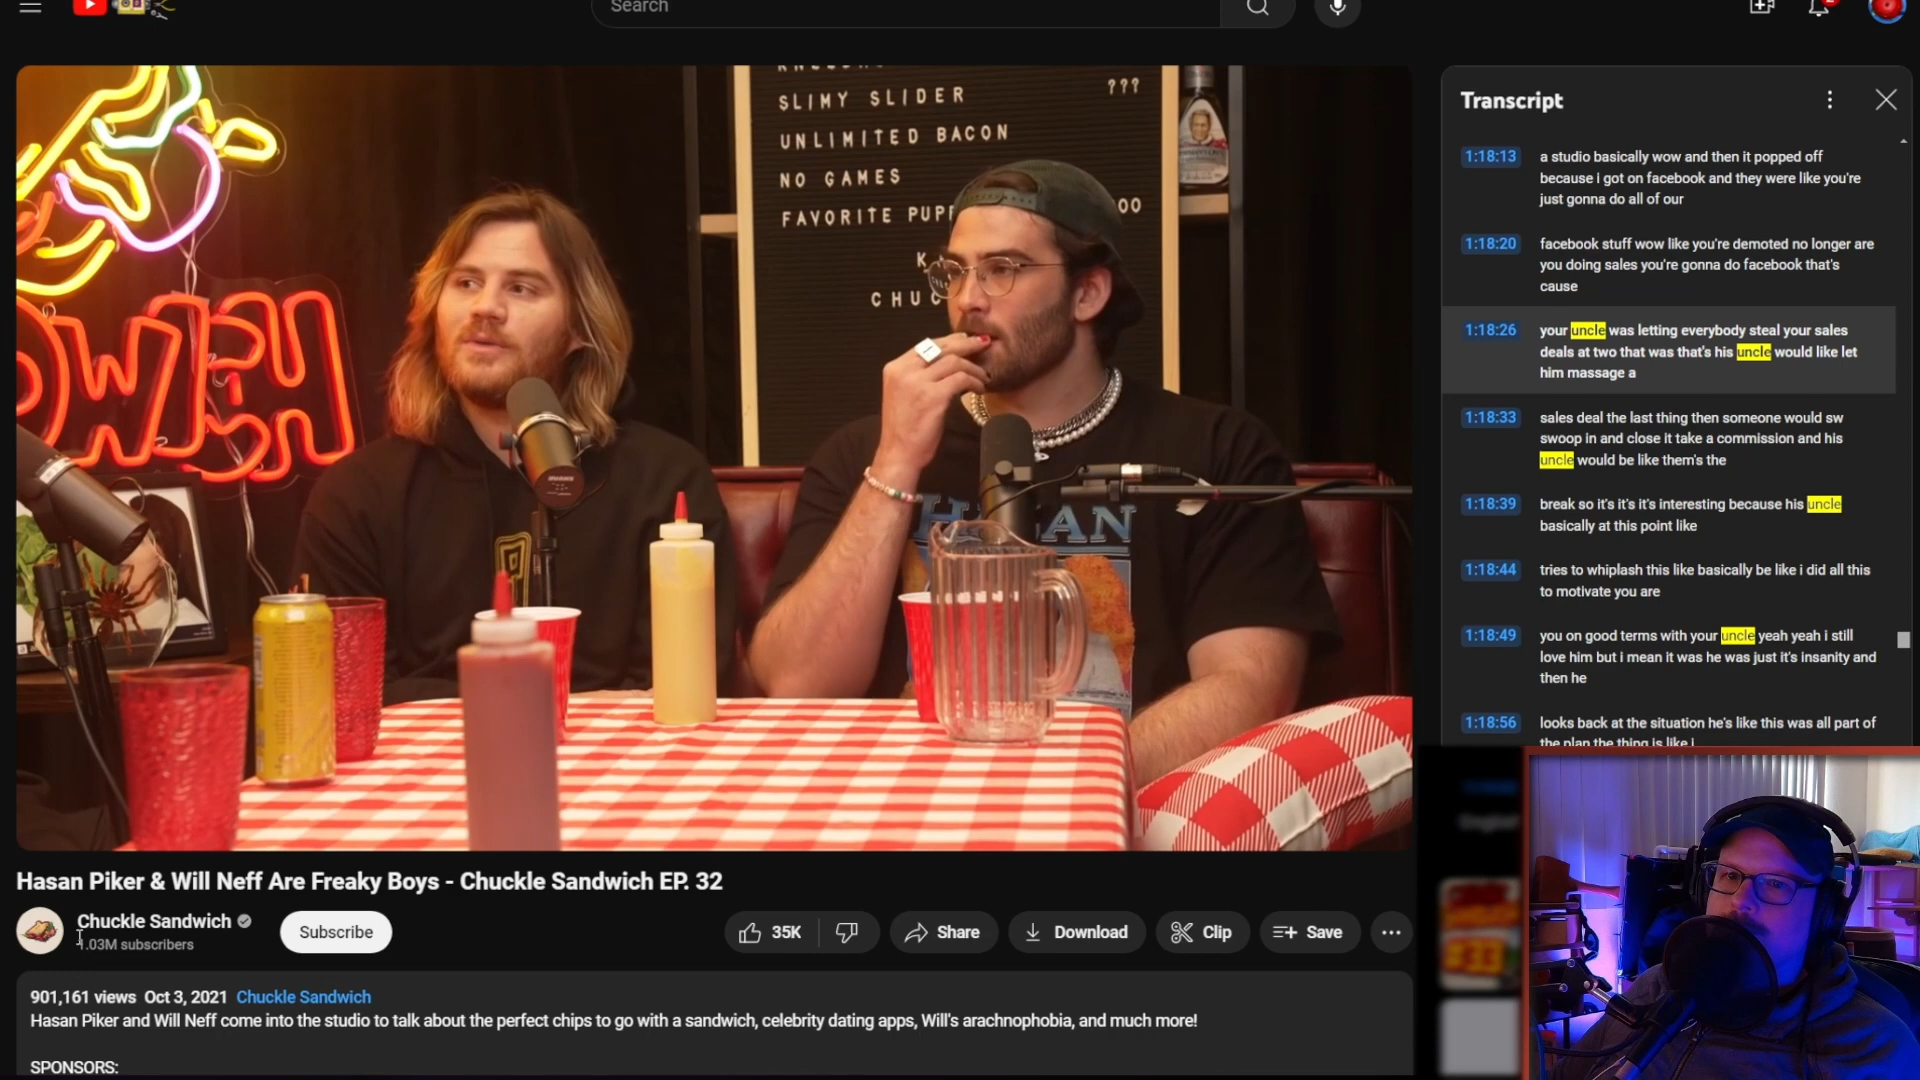 Search
SLIMY SLIDER ???
UNLIMITED BACON
NO GAMES
FAVORITE
Transcript
1:18:13 a studio basically wow and then it popped off
because i got on facebook and they were like you're
just gonna do all of our
1:18:20 facebook stuff wow like you're demoted no longer are
you doing sales you're gonna do facebook that's
cause
1:18:26 your uncle was letting everybody steal your sales
deals at two that was that's his uncle would like let
him massage a
1:18:33 sales deal the last thing then someone would sw
swoop in and close it take a commission and his
uncle would be like them's the
1:18:39 break so it's it's it's interesting because his uncle
basically at this point like
1:18:44 tries to whiplash this like basically be like i did all this
to motivate you are
1:18:49 you on good terms with your uncle yeah yeah i still
love him but i mean it was he was just it's insanity and
then he
1:18:56 looks back at the situation he's like this was all part of
the plan the thing is like i
Hasan Piker & Will Neff Are Freaky Boys - Chuckle Sandwich EP. 32
Chuckle Sandwich
1.03M subscribers
Subscribe
35K
Share
Download
Clip
Save
901,161 views Oct 3, 2021 Chuckle Sandwich
Hasan Piker and Will Neff come into the studio to talk about the perfect chips to go with a sandwich, celebrity dating apps, Will's arachnophobia, and much more!
SPONSORS: